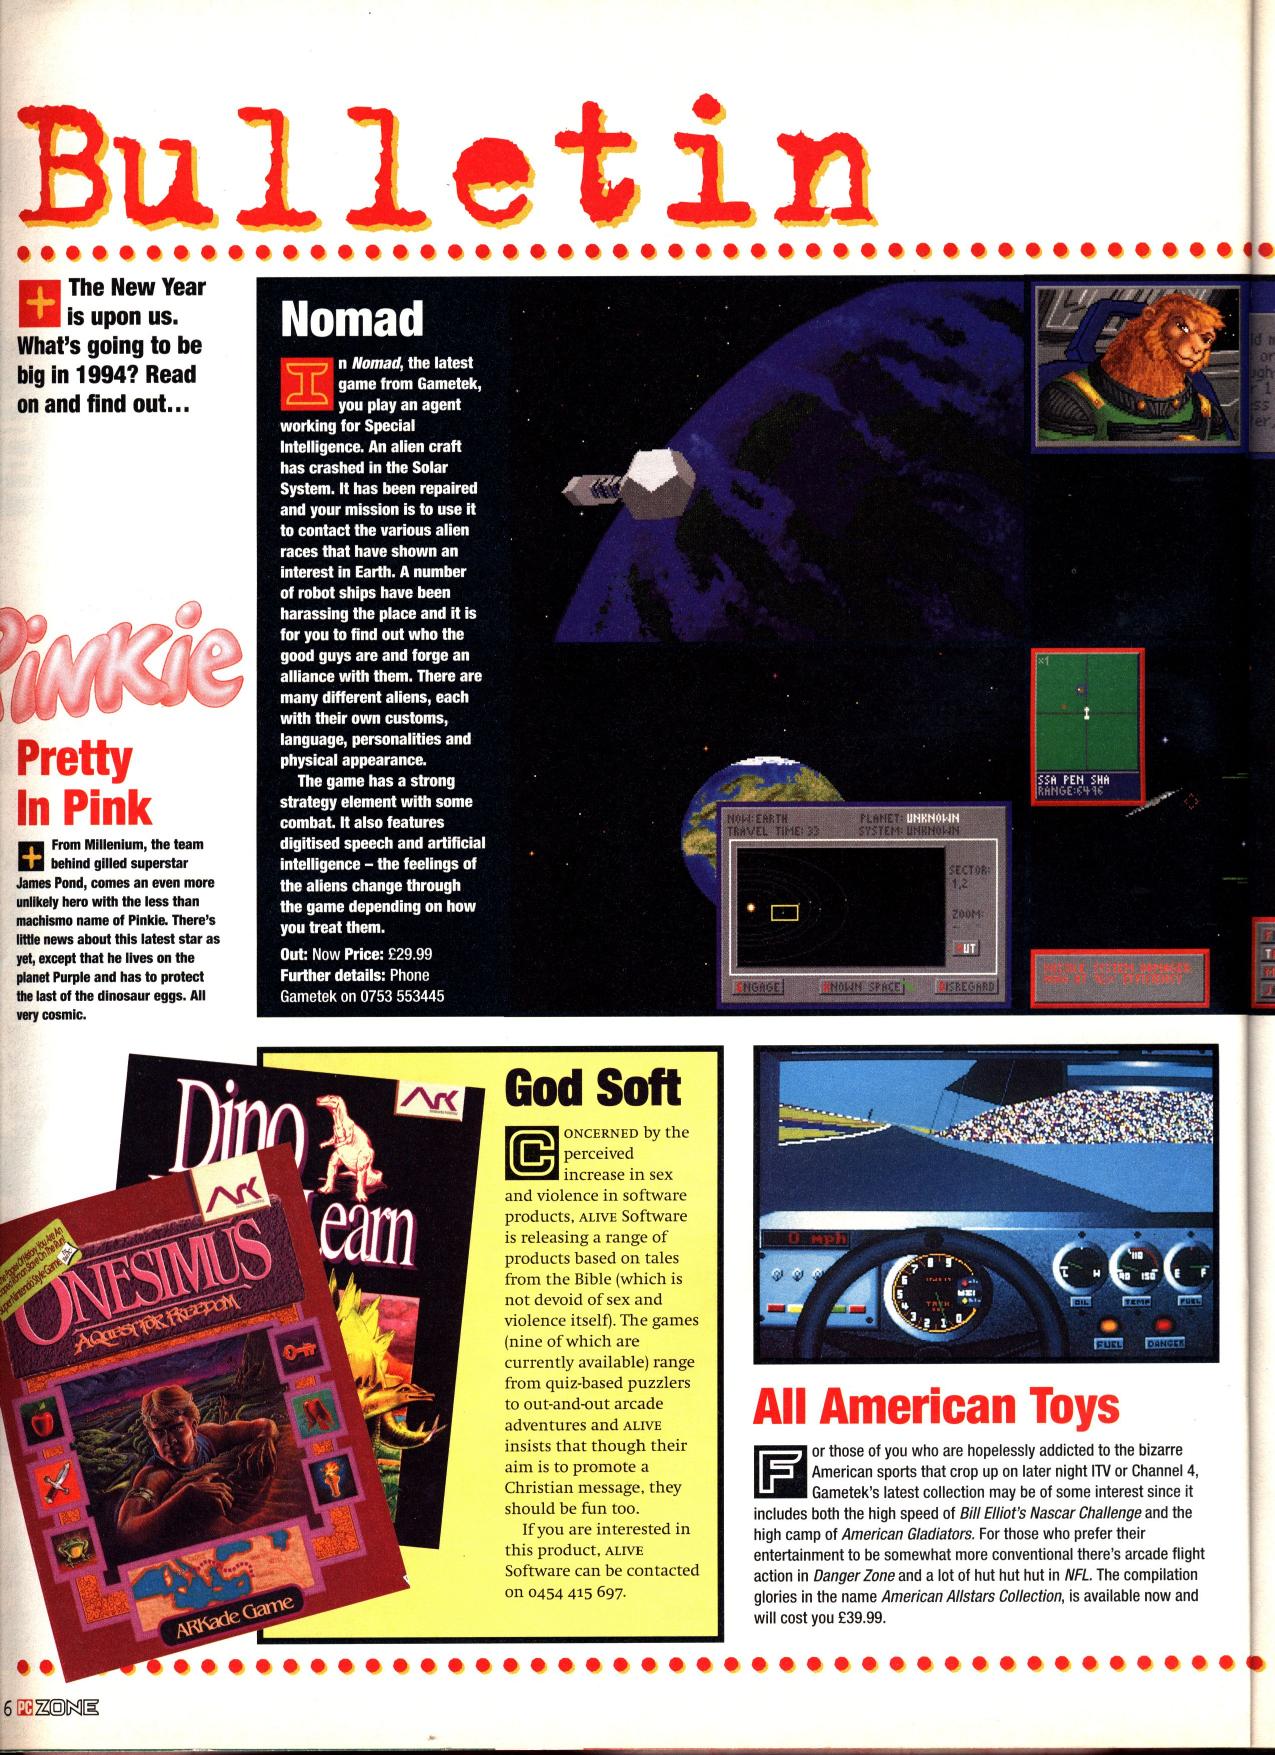 Bulletin
The New Year
is upon us.
What's going to be
big in 1994? Read
on and find out...
Pinkie
Pretty
In Pink
From Millenium, the team
behind gilled superstar
James Pond, comes an even more
unlikely hero with the less than
machismo name of Pinkie. There's
little news about this latest star as
yet, except that he lives on the
planet Purple and has to protect
the last of the dinosaur eggs. All
very cosmic.
Nomad
In Nomad, the latest
game from Gametek,
you play an agent
working for Special
Intelligence. An alien craft
has crashed in the Solar
System. It has been repaired
and your mission is to use it
to contact the various alien
races that have shown an
interest in Earth. A number
of robot ships have been
harassing the place and it is
for you to find out who the
good guys are and forge an
alliance with them. There are
many different aliens, each
with their own customs,
language, personalities and
physical appearance.
The game has a strong
strategy element with some
combat. It also features
digitised speech and artificial
intelligence – the feelings of
the aliens change through
the game depending on how
you treat them.
Out: Now Price: £29.99
Further details: Phone
Gametek on 0753 553445
x1
SSA PEN SHA
RANGE:6496
NOW:EARTH PLANET: UNKNOWN
TRAVEL TIME: 33 SYSTEM: UNKNOWN
SECTOR:
1,2
ZOOM:
OUT
ENGAGE KNOWN SPACE DISREGARD
Dino
Learn
ARK
ARK
ONESIMUS
A QUEST FOR FREEDOM
ARKade Game
God Soft
CONCERNED by the
perceived
increase in sex
and violence in software
products, ALIVE Software
is releasing a range of
products based on tales
from the Bible (which is
not devoid of sex and
violence itself). The games
(nine of which are
currently available) range
from quiz-based puzzlers
to out-and-out arcade
adventures and ALIVE
insists that though their
aim is to promote a
Christian message, they
should be fun too.
If you are interested in
this product, ALIVE
Software can be contacted
on 0454 415 697.
0 mph
OIL TEMP FUEL
FUEL DANGER
All American Toys
For those of you who are hopelessly addicted to the bizarre
American sports that crop up on later night ITV or Channel 4,
Gametek's latest collection may be of some interest since it
includes both the high speed of Bill Elliot's Nascar Challenge and the
high camp of American Gladiators. For those who prefer their
entertainment to be somewhat more conventional there's arcade flight
action in Danger Zone and a lot of hut hut hut in NFL. The compilation
glories in the name American Allstars Collection, is available now and
will cost you £39.99.
6 PC ZONE